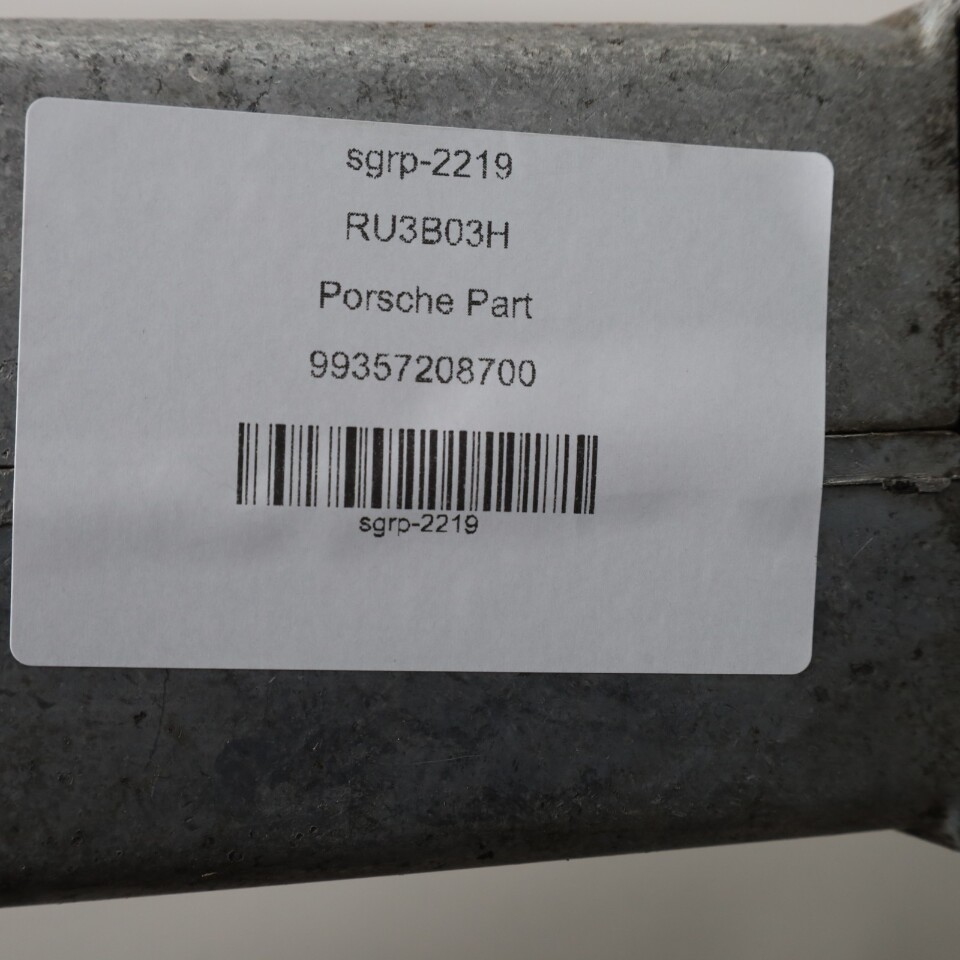 sgrp-2219
RU3B03H
Porsche Part
99357208700
sgrp-2219